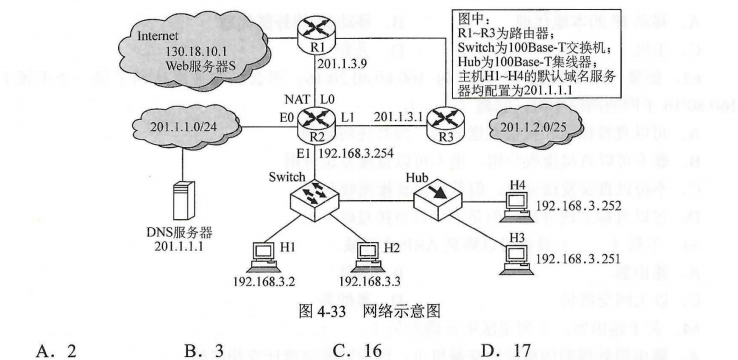 Internet
130.18.10.1
Web服务器S
R1
201.1.3.9
图中：
R1~R3为路由器；
Switch为100Base-T交换机；
Hub为100Base-T集线器；
主机H1~H4的默认域名服务
器均配置为201.1.1.1
NAT
L0
201.1.1.0/24
E0
L1
R2
201.1.3.1
R3
201.1.2.0/25
E1
192.168.3.254
Switch
Hub
H4
192.168.3.252
DNS服务器
201.1.1.1
H1
H2
H3
192.168.3.251
192.168.3.2
192.168.3.3
图 4-33 网络示意图
A．2 B．3 C．16 D．17